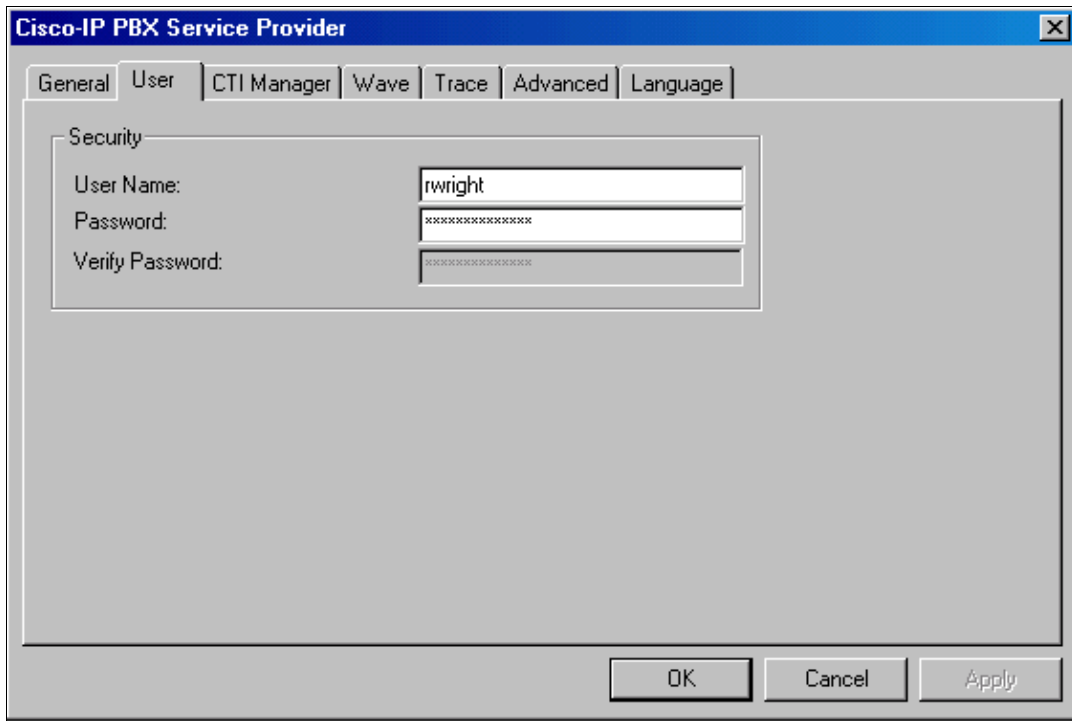 Cisco-IP PBX Service Provider
General User CTI Manager Wave Trace Advanced Language
Security
User Name: rwright
Password: **************
Verify Password: **************
OK Cancel Apply